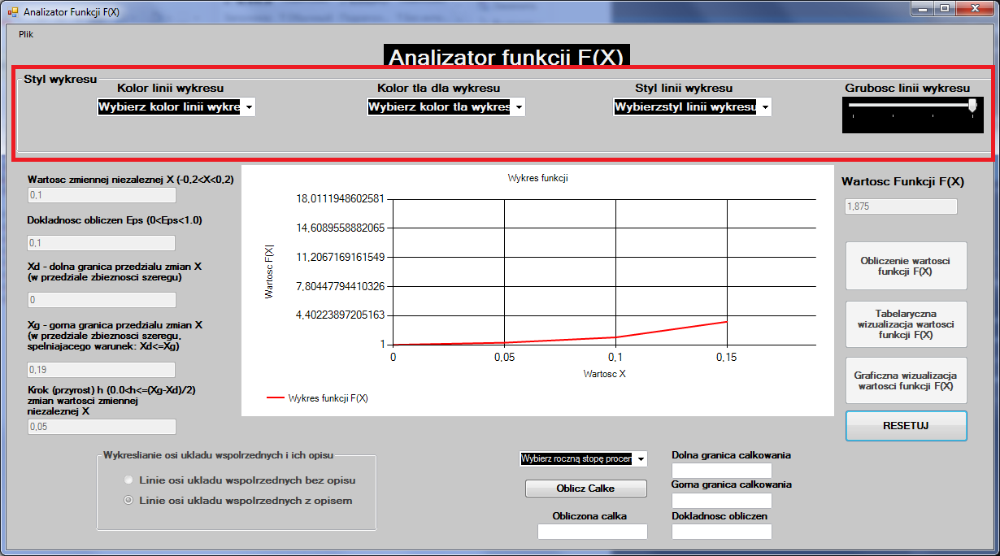 Analizator Funkcji F(X)
Plik
Analizator funkcji F(X)
Styl wykresu
Kolor linii wykresu
Kolor tla dla wykresu
Styl linii wykresu
Grubosc linii wykresu
Wybierz kolor linii wykre
Wybierz kolor tla wykres
Wybierzstyl linii wykresu
Wartosc zmiennej niezaleznej X (-0,2<X<0,2)
0,1
Dokladnosc obliczen Eps (0<Eps<1.0)
0,1
Xd - dolna granica przedzialu zmian X
(w przedziale zbieznosci szeregu)
0
Xg - gorna granica przedzialu zmian X
(w przedziale zbieznosci szeregu,
spelniajacego warunek: Xd<=Xg)
0,19
Krok (przyrost) h (0.0<h<=(Xg-Xd)/2)
zmian wartosci zmiennej
niezaleznej X
0,05
Wykres funkcji
Wartosc F(X)
18,0111948602581
14,6089558882065
11,2067169161549
7,80447794410326
4,40223897205163
1
0
0,05
0,1
0,15
Wartosc X
Wykres funkcji F(X)
Wartosc Funkcji F(X)
1,875
Obliczenie wartosci
funkcji F(X)
Tabelaryczna
wizualizacja wartosci
funkcji F(X)
Graficzna wizualizacja
wartosci funkcji F(X)
RESETUJ
Wykreslianie osi ukladu wspolrzednych i ich opisu
Linie osi ukladu wspolrzednych bez opisu
Linie osi ukladu wspolrzednych z opisem
Wybierz roczną stopę procer
Oblicz Calke
Obliczona calka
Dolna granica calkowania
Gorna granica calkowania
Dokladnosc obliczen